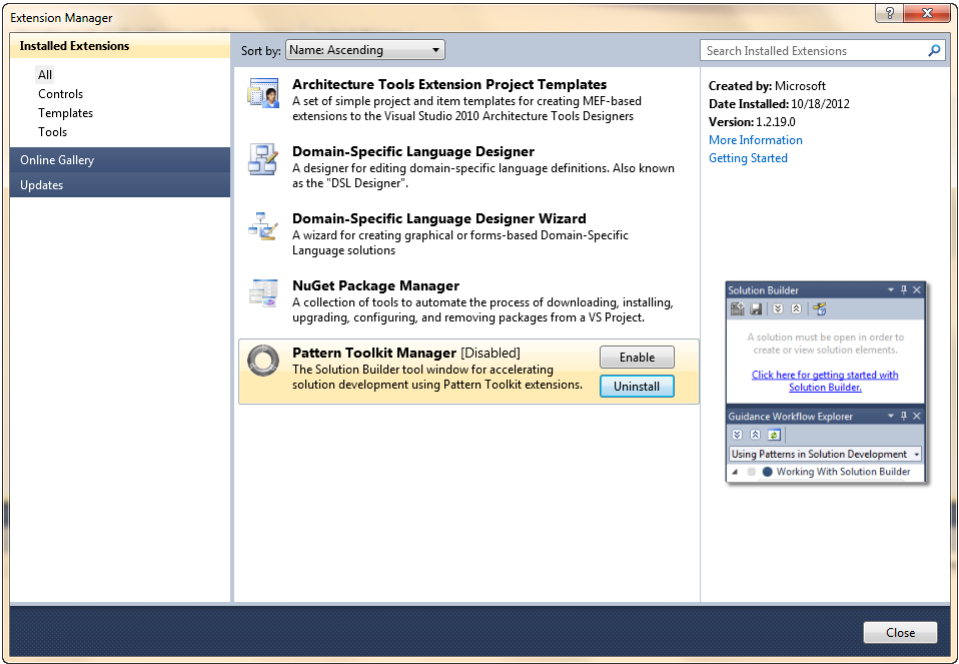 Extension Manager
Installed Extensions
All
Controls
Templates
Tools
Online Gallery
Updates
Sort by: Name: Ascending
Architecture Tools Extension Project Templates
A set of simple project and item templates for creating MEF-based
extensions to the Visual Studio 2010 Architecture Tools Designers
Domain-Specific Language Designer
A designer for editing domain-specific language definitions. Also known
as the "DSL Designer".
Domain-Specific Language Designer Wizard
A wizard for creating graphical or forms-based Domain-Specific
Language solutions
NuGet Package Manager
A collection of tools to automate the process of downloading, installing,
upgrading, configuring, and removing packages from a VS Project.
Pattern Toolkit Manager [Disabled]
The Solution Builder tool window for accelerating
solution development using Pattern Toolkit extensions.
Enable
Uninstall
Search Installed Extensions
Created by: Microsoft
Date Installed: 10/18/2012
Version: 1.2.19.0
More Information
Getting Started
Solution Builder
A solution must be open in order to
create or view solution elements.
Click here for getting started with
Solution Builder.
Guidance Workflow Explorer
Using Patterns in Solution Development
Working With Solution Builder
Close